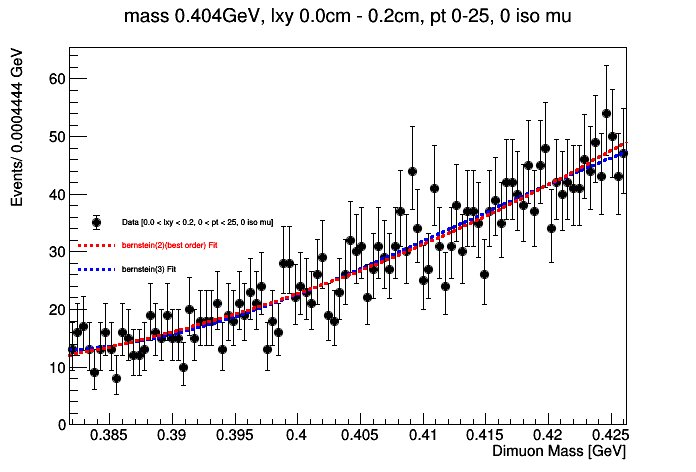 mass 0.404GeV, lxy 0.0cm - 0.2cm, pt 0-25, 0 iso mu
Events/ 0.0004444 GeV
60
50
40
30
20
10
0
Data [0.0 < lxy < 0.2, 0 < pt < 25, 0 iso mu]
bernstein(2)(best order) Fit
bernstein(3) Fit
0.385 0.39 0.395 0.4 0.405 0.41 0.415 0.42 0.425
Dimuon Mass [GeV]